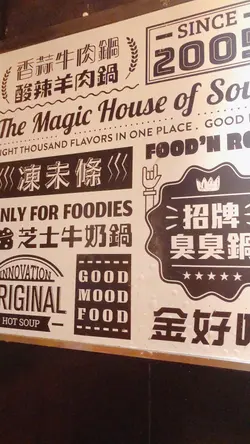 香蒜牛肉鍋
酸辣羊肉鍋
SINCE
2005
The Magic House of Sou
IGHT THOUSAND FLAVORS IN ONE PLACE . GOOD
凍未條
FOOD'N RO
ONLY FOR FOODIES
芝士牛奶鍋
招牌
臭臭鍋
INNOVATION
RIGINAL
HOT SOUP
GOOD
MOOD
FOOD
金好